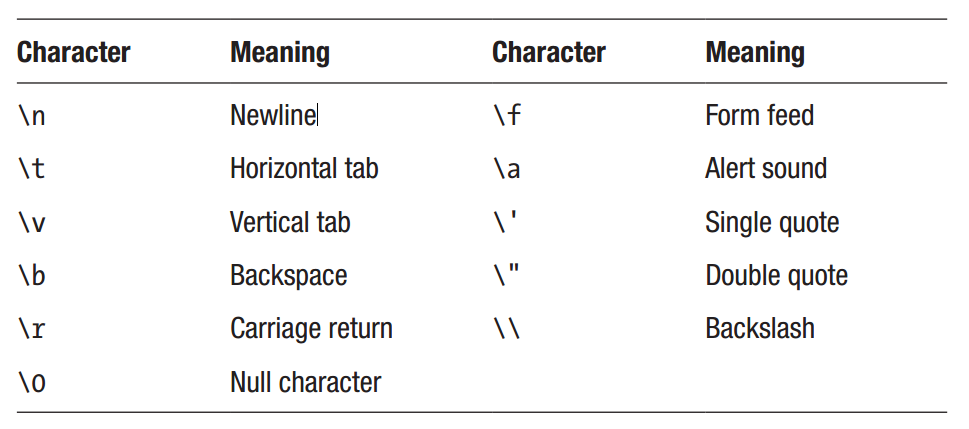 Character Meaning Character Meaning
\n Newline \f Form feed
\t Horizontal tab \a Alert sound
\v Vertical tab \' Single quote
\b Backspace \" Double quote
\r Carriage return \\ Backslash
\0 Null character